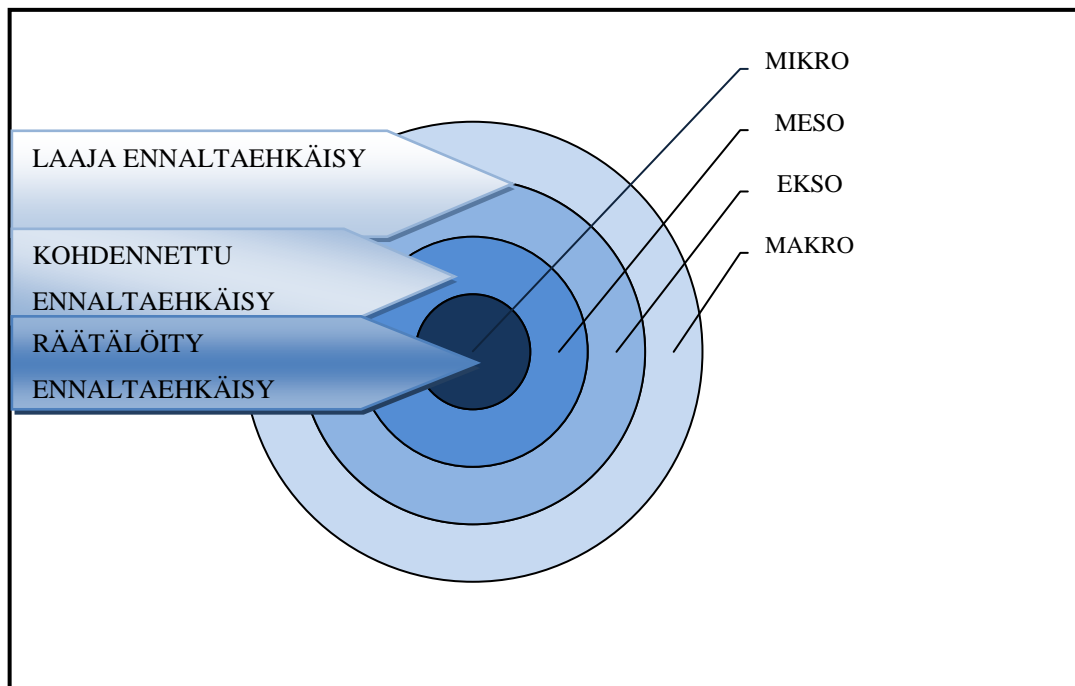 MIKRO
MESO
EKSO
MAKRO
LAAJA ENNALTAEHKÄISY
KOHDENNETTU
ENNALTAEHKÄISY
RÄÄTÄLÖITY
ENNALTAEHKÄISY